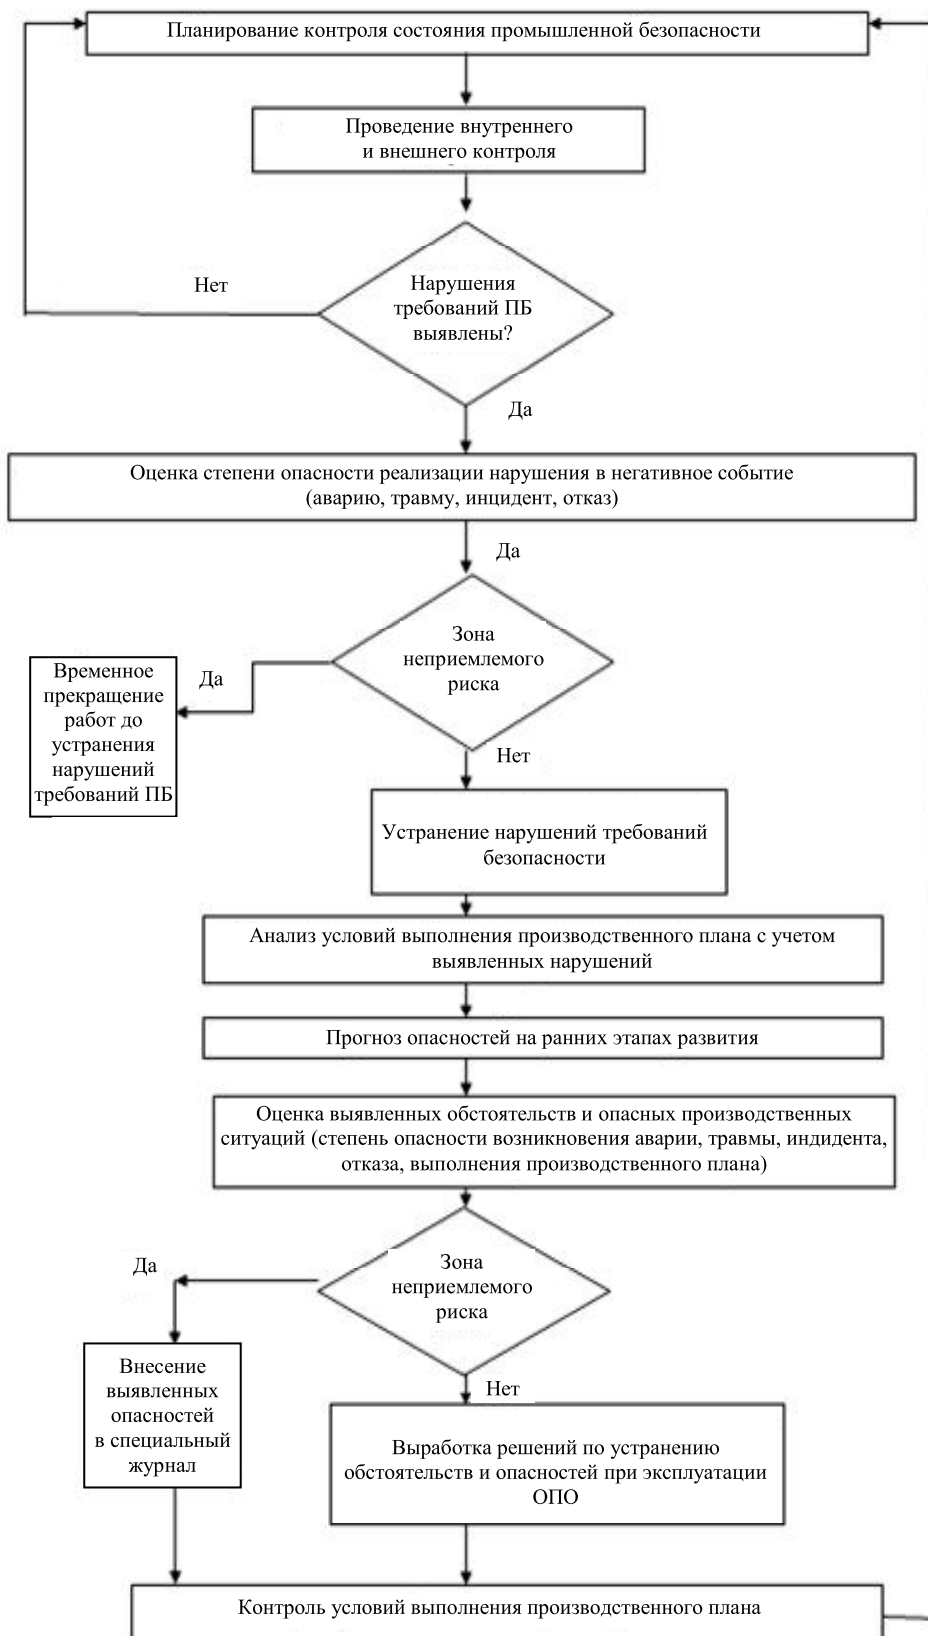 Планирование контроля состояния промышленной безопасности
Проведение внутреннего
и внешнего контроля
Нет
Нарушения
требований ПБ
выявлены?
Да
Оценка степени опасности реализации нарушения в негативное событие
(аварию, травму, инцидент, отказ)
Да
Зона
неприемлемого
риска
Да
Временное
прекращение
работ до
устранения
нарушений
требований ПБ
Нет
Устранение нарушений требований
безопасности
Анализ условий выполнения производственного плана с учетом
выявленных нарушений
Прогноз опасностей на ранних этапах развития
Оценка выявленных обстоятельств и опасных производственных
ситуаций (степень опасности возникновения аварии, травмы, индидента,
отказа, выполнения производственного плана)
Да
Зона
неприемлемого
риска
Внесение
выявленных
опасностей
в специальный
журнал
Нет
Выработка решений по устранению
обстоятельств и опасностей при эксплуатации
ОПО
Контроль условий выполнения производственного плана